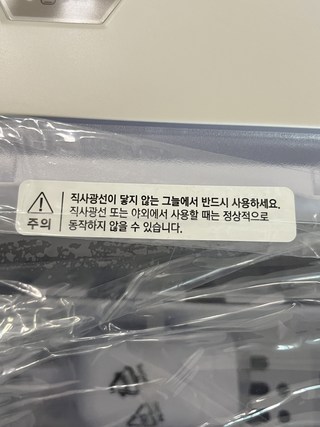 직사광선이 닿지 않는 그늘에서 반드시 사용하세요.
직사광선 또는 야외에서 사용할 때는 정상적으로
동작하지 않을 수 있습니다.
주의